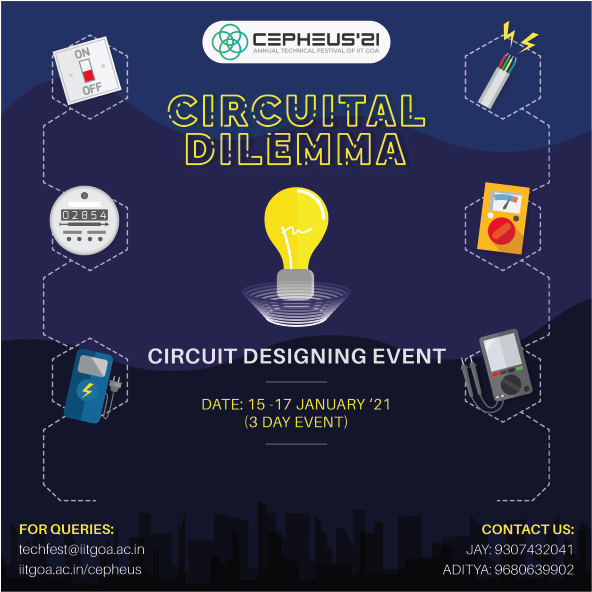 CEPHEUS'21
ANNUAL TECHNICAL FESTIVAL OF IIT GOA
ON
OFF
CIRCUITAL
DILEMMA
02854
CIRCUIT DESIGNING EVENT
DATE: 15 -17 JANUARY ‘21
(3 DAY EVENT)
FOR QUERIES:
techfest@iitgoa.ac.in
iitgoa.ac.in/cepheus
CONTACT US:
JAY: 9307432041
ADITYA: 9680639902